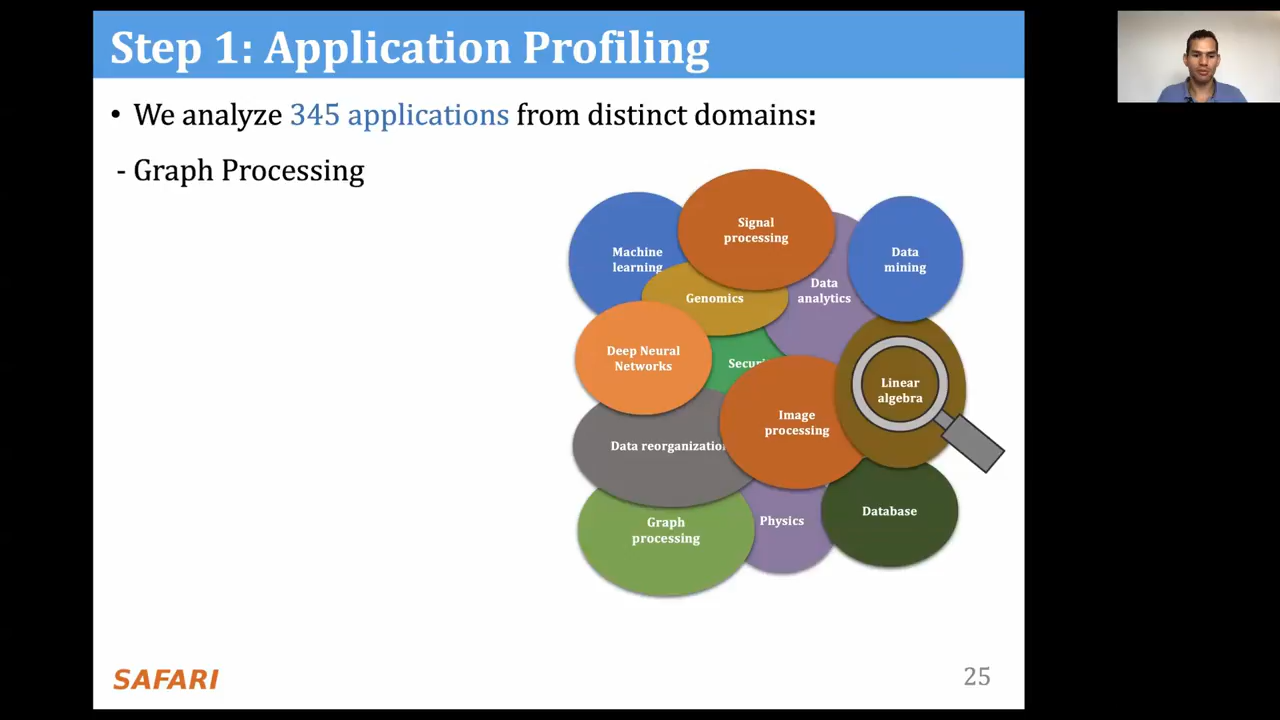 Step 1: Application Profiling
• We analyze 345 applications from distinct domains:
- Graph Processing
Signal
processing
Machine
learning
Data
mining
Genomics
Data
analytics
Deep Neural
Networks
Linear
algebra
Image
processing
Data reorganization
Graph
processing
Physics
Database
SAFARI
25